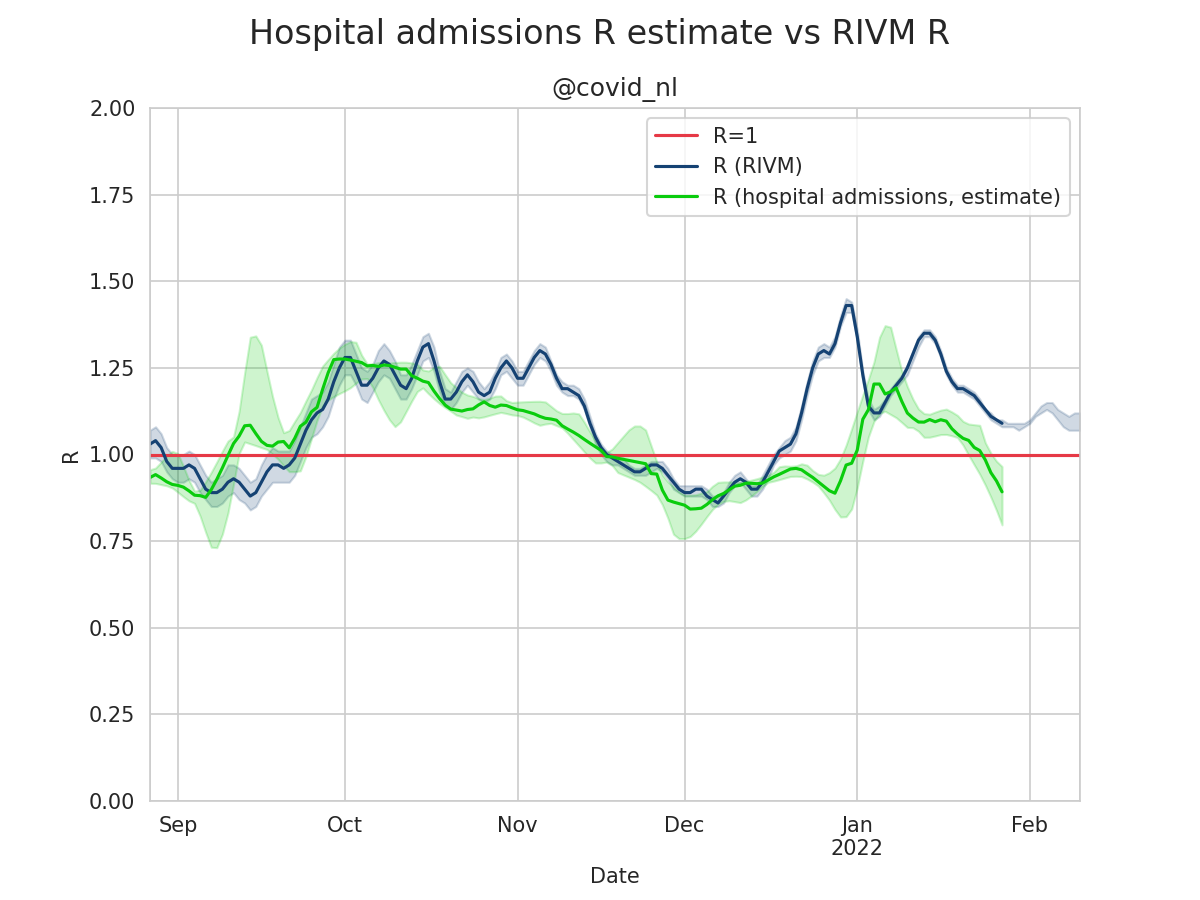 Hospital admissions R estimate vs RIVM R
@covid_nl
R=1
R (RIVM)
R (hospital admissions, estimate)
2.00
1.75
1.50
1.25
1.00
0.75
0.50
0.25
0.00
R
Sep Oct Nov Dec Jan Feb
2022
Date